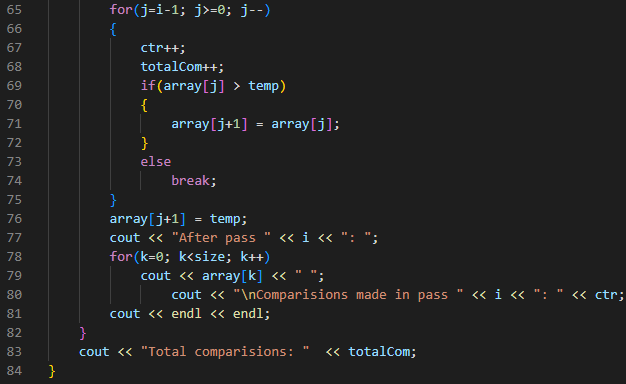 65 for(j=i-1; j>=0; j--)
66 {
67 ctr++;
68 totalCom++;
69 if(array[j] > temp)
70 {
71 array[j+1] = array[j];
72 }
73 else
74 break;
75 }
76 array[j+1] = temp;
77 cout << "After pass " << i << ": ";
78 for(k=0; k<size; k++)
79 cout << array[k] << " ";
80 cout << "\nComparisions made in pass " << i << ": " << ctr;
81 cout << endl << endl;
82 }
83 cout << "Total comparisions: "  << totalCom;
84 }